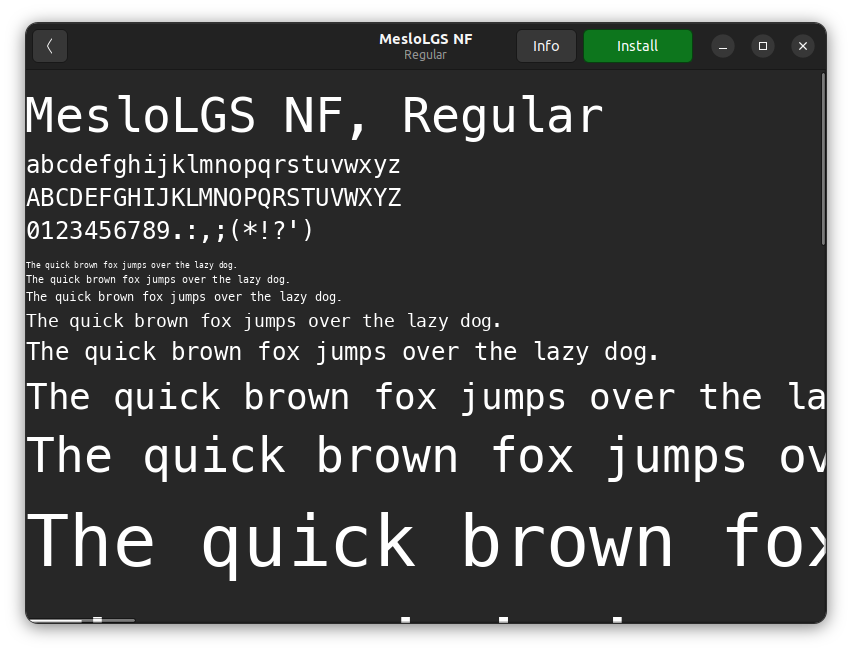 MesloLGS NF
Regular
Info
Install
MesloLGS NF, Regular
abcdefghijklmnopqrstuvwxyz
ABCDEFGHIJKLMNOPQRSTUVWXYZ
0123456789.:,;(*!?')
The quick brown fox jumps over the lazy dog.
The quick brown fox jumps over the lazy dog.
The quick brown fox jumps over the lazy dog.
The quick brown fox jumps over the lazy dog.
The quick brown fox jumps over the lazy dog.
The quick brown fox jumps over the la
The quick brown fox jumps ov
The quick brown fox